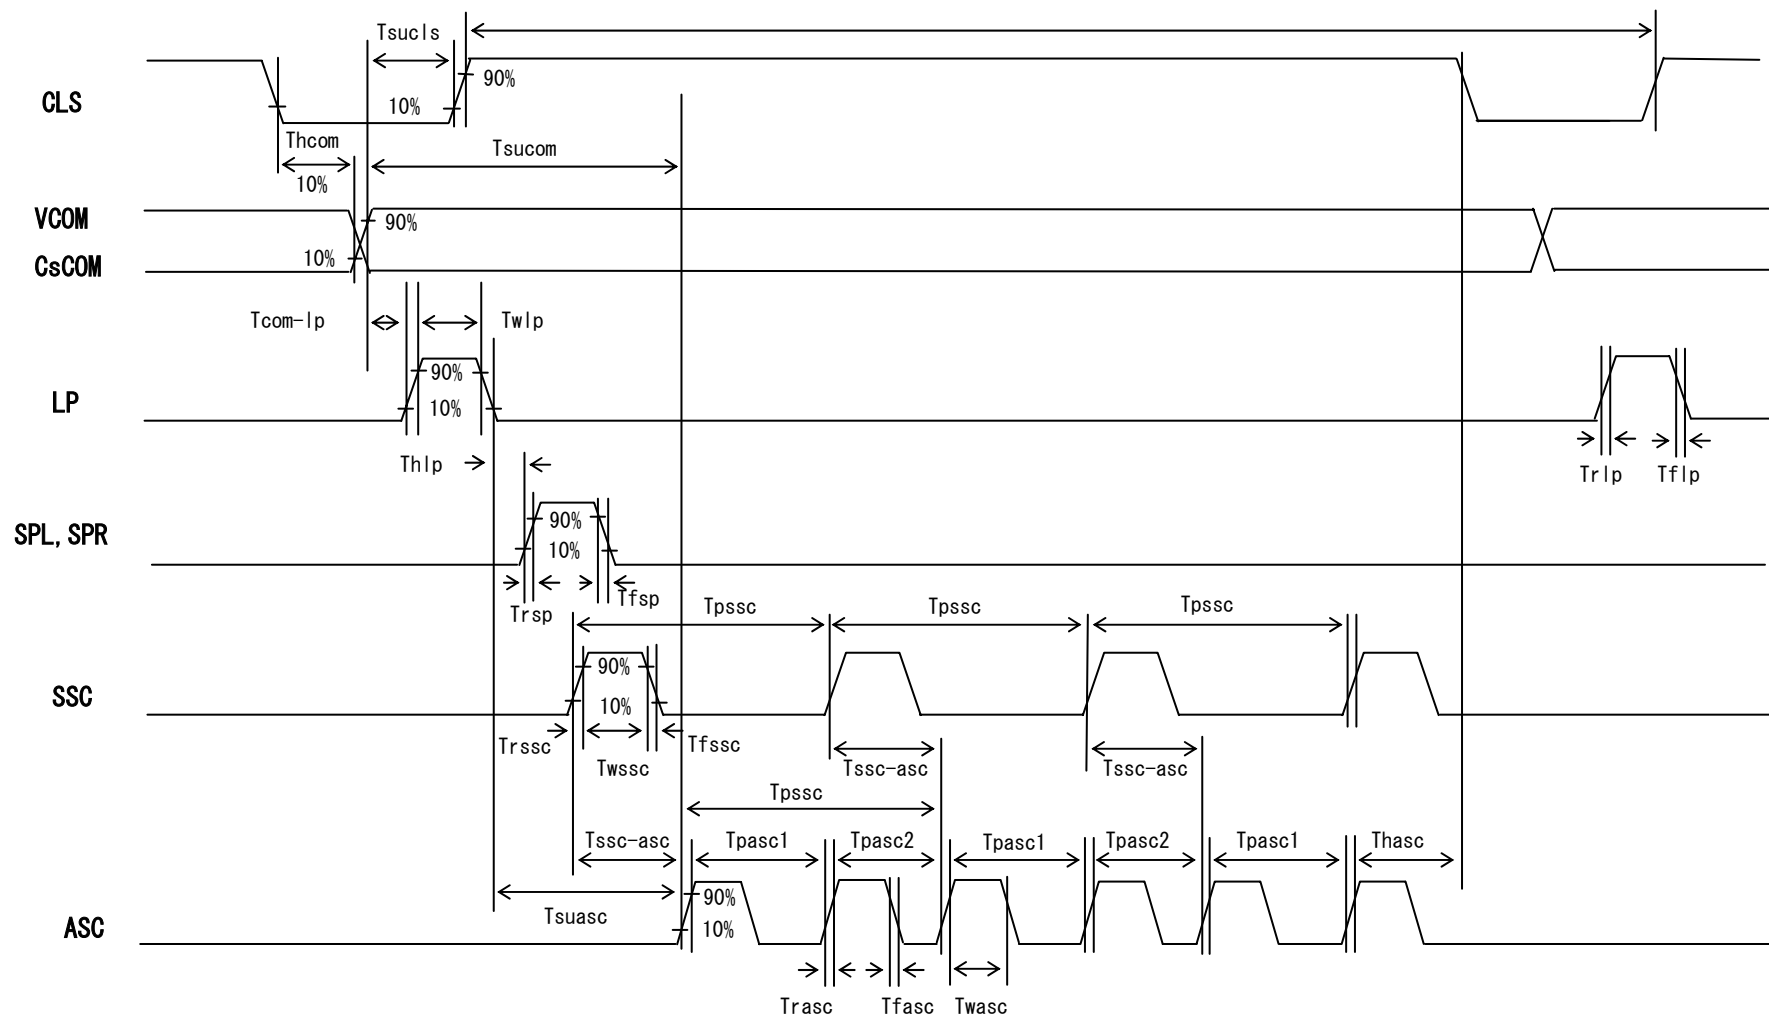 Tsucls
90%
CLS
10%
Thcom
Tsucom
10%
VCOM
90%
10%
CsCOM
Tcom-lp
Twlp
90%
LP
10%
Thlp
Trlp
Tflp
90%
SPL, SPR
10%
Trsp
Tfsp
Tpssc
Tpssc
Tpssc
90%
SSC
10%
Trssc
Tfssc
Twssc
Tssc-asc
Tssc-asc
Tpssc
Tssc-asc
Tpasc1
Tpasc2
Tpasc1
Tpasc2
Tpasc1
Thasc
90%
Tsuasc
ASC
10%
Trasc
Tfasc
Twasc